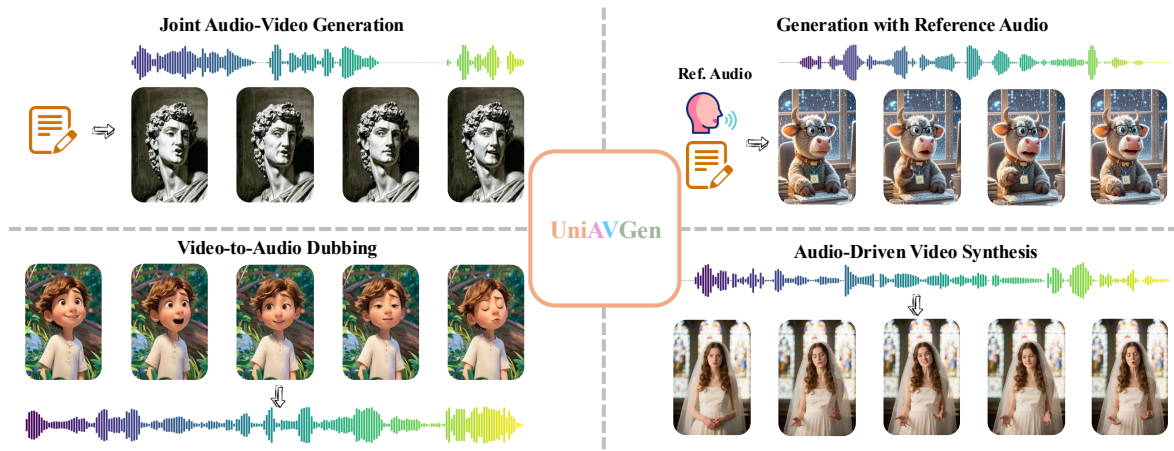 Joint Audio-Video Generation
Generation with Reference Audio
Ref. Audio
UniAVGen
Video-to-Audio Dubbing
Audio-Driven Video Synthesis